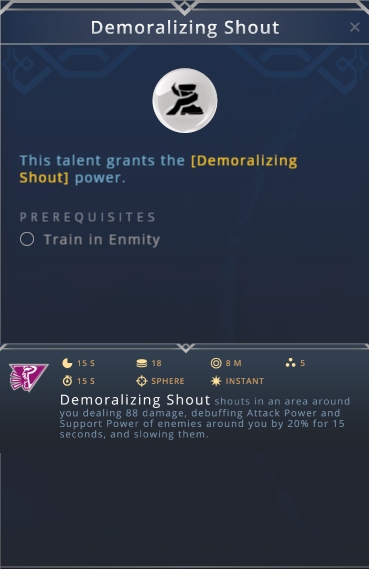 Demoralizing Shout
This talent grants the [Demoralizing
Shout] power.
PREREQUISITES
Train in Enmity
15 S 18 8 M 5
15 S SPHERE INSTANT
Demoralizing Shout shouts in an area around
you dealing 88 damage, debuffing Attack Power and
Support Power of enemies around you by 20% for 15
seconds, and slowing them.